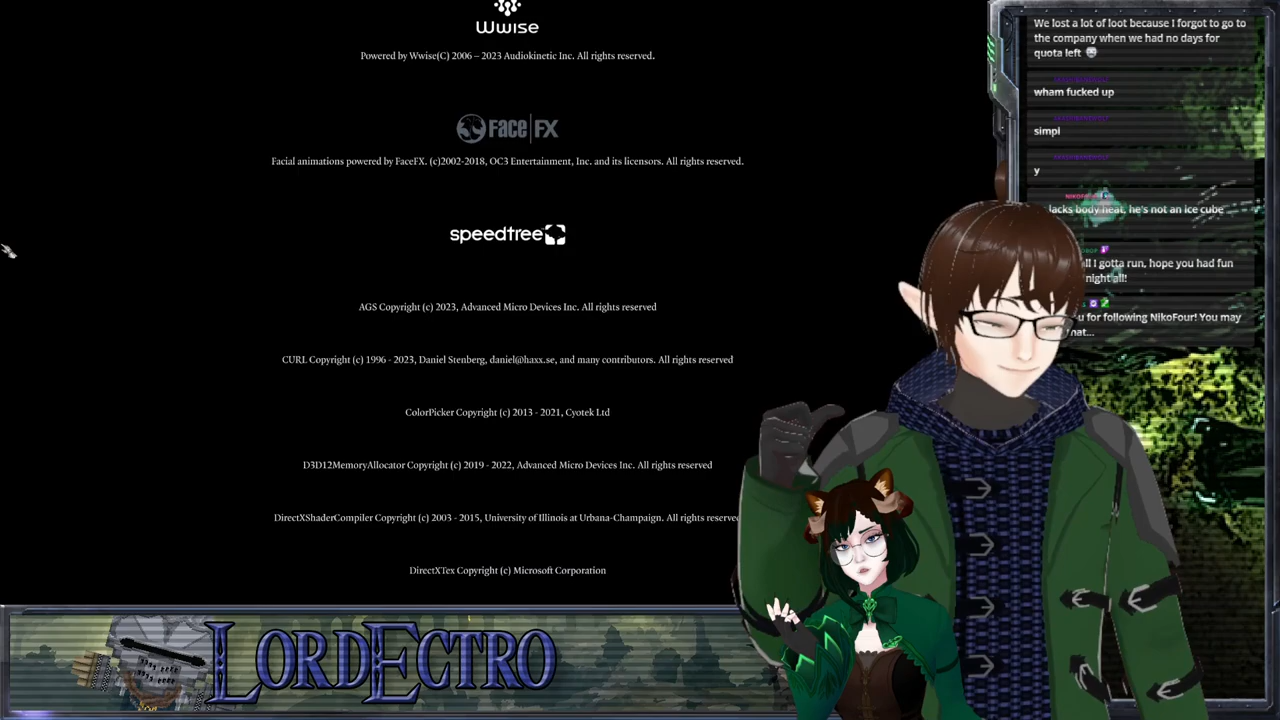 Wwise
Powered by Wwise(C) 2006 – 2023 Audiokinetic Inc. All rights reserved.
FACE|FX
Facial animations powered by FaceFX. (c)2002-2018, OC3 Entertainment, Inc. and its licensors. All rights reserved.
speedtree
AGS Copyright (c) 2023, Advanced Micro Devices Inc. All rights reserved
CURL Copyright (c) 1996 - 2023, Daniel Stenberg, daniel@haxx.se, and many contributors. All rights reserved
ColorPicker Copyright (c) 2013 - 2021, Cyotek Ltd
D3D12MemoryAllocator Copyright (c) 2019 - 2022, Advanced Micro Devices Inc. All rights reserved
DirectXShaderCompiler Copyright (c) 2003 - 2015, University of Illinois at Urbana-Champaign. All rights reserved
DirectXTex Copyright (c) Microsoft Corporation
LORDECTRO
We lost a lot of loot because I forgot to go to
the company when we had no days for
quota left
wham fucked up
simpl
y
lacks body heat, he's not an ice cube
I gotta run, hope you had fun
night all!
for following NikoFour! You may